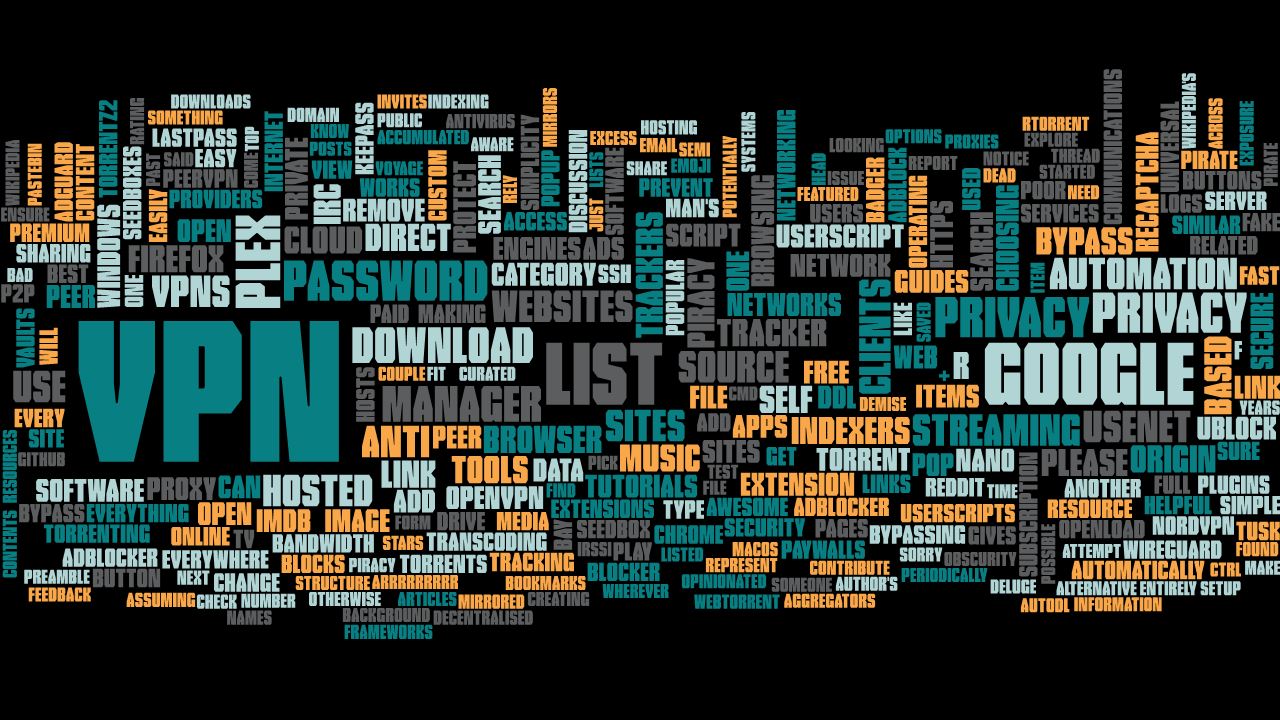 DOWNLOADS
INVITES
INDEXING
WIKIPEDIA'S
COMMUNICATIONS
MIRRORS
ACROSS
EXPOSURE
UNIVERSAL
TORRENTZ2
SOMETHING
DOMAIN
KEEPASS
PUBLIC
ANTIVIRUS
SIMPLICITY
EXCESS
HOSTING
SYSTEMS
NETWORKING
OPTIONS
PROXIES
RTORRENT
INTERNET
LASTPASS
TOP
KNOW
ACCUMULATED
AWARE
DISCUSSION
EMAIL
SEMI
POTENTIALLY
LOOKING
EXPLORE
RECAPTCHA
WIKIPEDIA
PASTEBIN
ADGUARD
CONTENT
SEEDBOXES
PAST
SAID
EASY
COME
PRIVATE
POSTS
VIEW
VOYAGE
CUSTOM
PROTECT
SEARCH
RELY
POPUP
LISTS
SOFTWARE
SHARE
EMOJI
HEAD
ISSUE
BADGER
ADBLOCK
REPORT
NOTICE
THREAD
STARTED
PIRATE
PIRATE
PEERVPN
WORKS
PREVENT
USED
DEAD
POOR
NEED
BUTTONS
ENSURE
WINDOWS
EASILY
PROVIDERS
IRC
REMOVE
ACCESS
JUST
MAN'S
BROWSING
FEATURED
USERS
OPERATING
HTTPS
SEARCH
CHOOSING
SERVICES
LOGS
SERVER
PREMIUM
OPEN
PLEX
CLOUD
DIRECT
ENGINES
ADS
TRACKERS
SCRIPT
USERSCRIPT
BYPASS
SIMILAR
FAKE
SHARING
FIREFOX
ONE
NETWORK
RELATED
BAD
BEST
ONE
VPNS
PASSWORD
CATEGORY
SSH
POPULAR
PIRACY
CLIENTS
GUIDES
ITEM
AUTOMATION
FAST
P2P
PEER
PAID
MAKING
WEBSITES
NETWORKS
LIKE
SAVED
PRIVACY
PRIVACY
SECURE
VAULTS
WILL
VPN
DOWNLOAD
LIST
TRACKER
WEB
+
R
GOOGLE
BASED
F
USE
HOSTS
COUPLE
FIT
CURATED
SOURCE
FREE
LINK
MANAGER
FILE
CMD
SELF
DDL
DEMISE
ITEMS
YEARS
EVERY
SITES
ADD
APPS
INDEXERS
STREAMING
USENET
UBLOCK
SITE
ANTI
PEER
BROWSER
SITES
GITHUB
RESOURCES
LINK
TOOLS
DATA
PICK
MUSIC
TEST
GET
TORRENT
POP
NANO
SUBSCRIPTION
PLEASE
ORIGIN
SURE
SOFTWARE
PROXY
CAN
HOSTED
ADD
OPENVPN
FIND
TUTORIALS
FILE
EXTENSION
LINKS
REDDIT
TIME
ANOTHER
FULL
PLUGINS
BYPASS
EVERYTHING
OPEN
IMDB
IMAGE
FORM
DRIVE
MEDIA
EXTENSIONS
TYPE
AWESOME
ADBLOCKER
USERSCRIPTS
RESOURCE
HELPFUL
SIMPLE
CONTENTS
TORRENTING
ONLINE
TV
BANDWIDTH
STARS
TRANSCODING
BAY
SEEDBOX
CHROME
SECURITY
PAGES
BYPASSING
GIVES
POSSIBLE
OPENLOAD
NORDVPN
TUSK
ADBLOCKER
EVERYWHERE
BLOCKS
PIRACY
TORRENTS
TRACKING
IRSSI
PLAY
LISTED
MACOS
PAYWALLS
SORRY
OBSCURITY
ATTEMPT
WIREGUARD
FOUND
PREAMBLE
BUTTON
NEXT
CHANGE
STRUCTURE
ARRRRRRRRR
BOOKMARKS
BLOCKER
REPRESENT
CONTRIBUTE
PERIODICALLY
AUTOMATICALLY
CTRL
MAKE
FEEDBACK
ASSUMING
CHECK
NUMBER
OTHERWISE
ARTICLES
MIRRORED
CREATING
WHEREVER
OPINIONATED
SOMEONE
AUTHOR'S
DELUGE
ALTERNATIVE
ENTIRELY
SETUP
NAMES
BACKGROUND
DECENTRALISED
WEBTORRENT
AGGREGATORS
AUTODL
INFORMATION
FRAMEWORKS